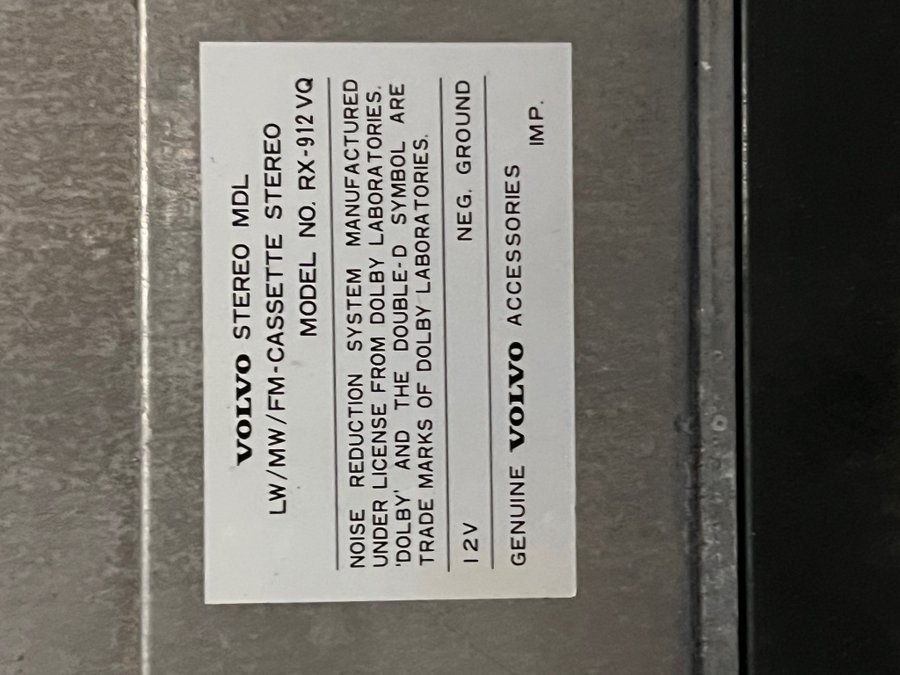 VOLVO STEREO MDL
LW/MW/FM-CASSETTE STEREO
MODEL NO. RX-912 VQ
NOISE REDUCTION SYSTEM MANUFACTURED
UNDER LICENSE FROM DOLBY LABORATORIES.
'DOLBY' AND THE DOUBLE-D SYMBOL ARE
TRADE MARKS OF DOLBY LABORATORIES.
12V NEG. GROUND
GENUINE VOLVO ACCESSORIES
IMP.